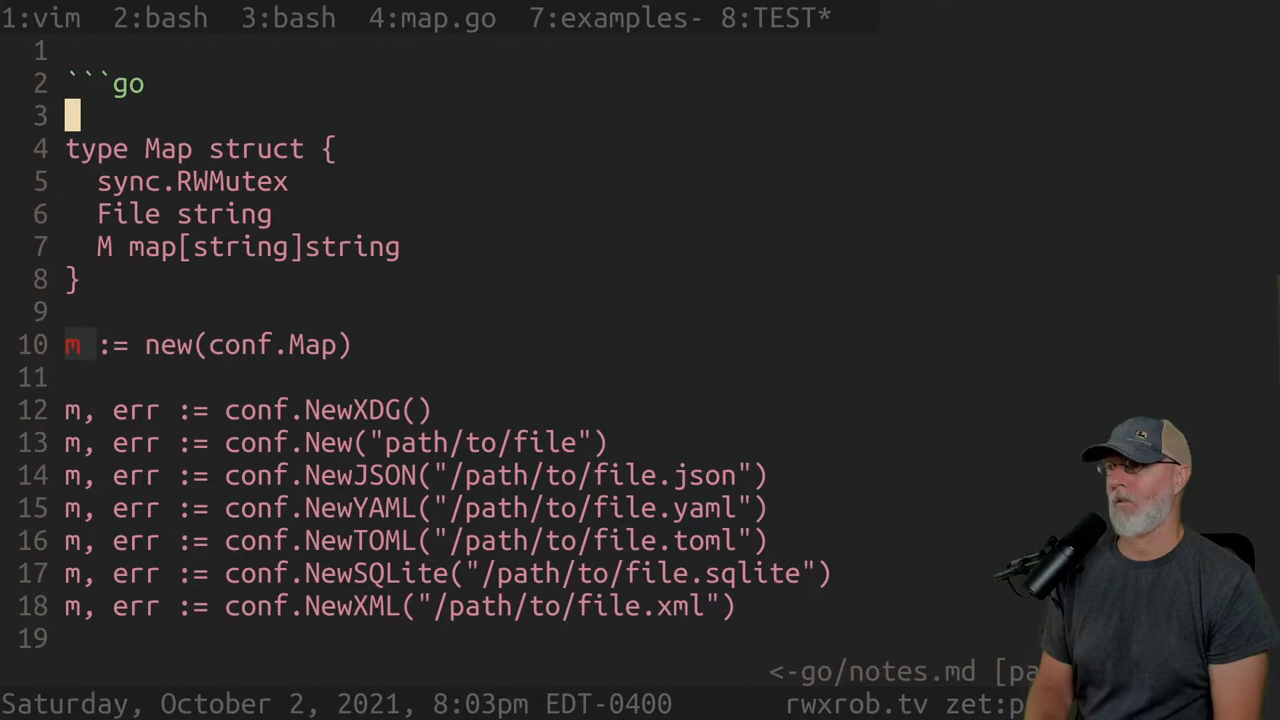 1:vim 2:bash 3:bash 4:map.go 7:examples- 8:TEST*
1
2 ```go
3
4 type Map struct {
5 sync.RWMutex
6 File string
7 M map[string]string
8 }
9
10 m := new(conf.Map)
11
12 m, err := conf.NewXDG()
13 m, err := conf.New("path/to/file")
14 m, err := conf.NewJSON("/path/to/file.json")
15 m, err := conf.NewYAML("/path/to/file.yaml")
16 m, err := conf.NewTOML("/path/to/file.toml")
17 m, err := conf.NewSQLite("/path/to/file.sqlite")
18 m, err := conf.NewXML("/path/to/file.xml")
19
<-go/notes.md [pa
Saturday, October 2, 2021, 8:03pm EDT-0400 rwxrob.tv zet:p